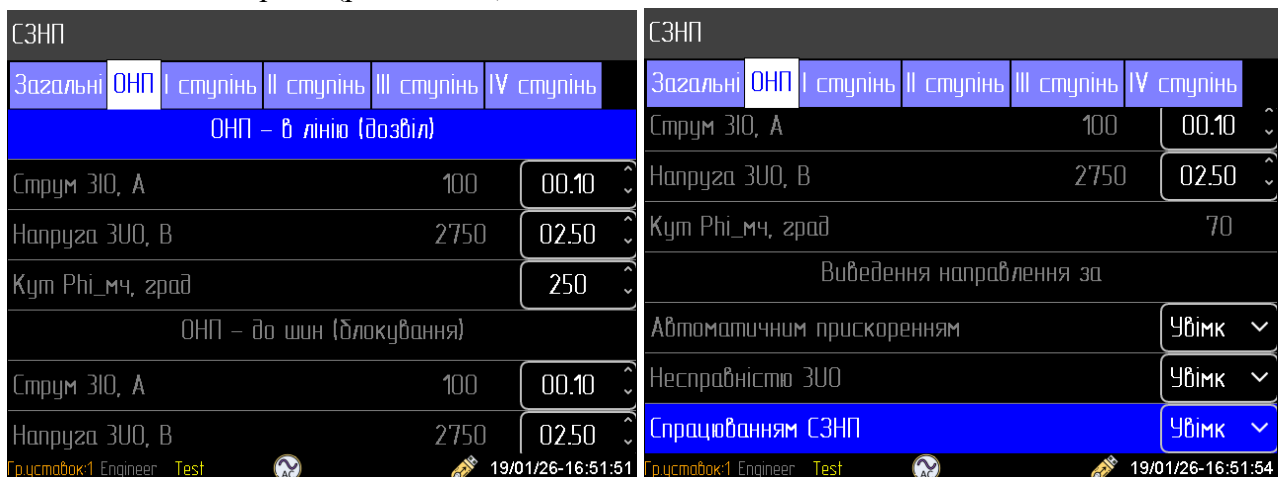 СЗНП
Загальні ОНП I ступінь II ступінь III ступінь IV ступінь
ОНП – в лінію (дозвіл)
Струм 3I0, А 100 00.10
Напруга 3U0, В 2750 02.50
Кут Phi_мч, град 250
ОНП – до шин (блокування)
Струм 3I0, А 100 00.10
Напруга 3U0, В 2750 02.50
Гр.уставок:1 Engineer Test AC 19/01/26-16:51:51
СЗНП
Загальні ОНП I ступінь II ступінь III ступінь IV ступінь
Струм 3I0, А 100 00.10
Напруга 3U0, В 2750 02.50
Кут Phi_мч, град 70
Виведення направлення за
Автоматичним прискоренням Увімк
Несправністю 3U0 Увімк
Спрацюванням СЗНП Увімк
Гр.уставок:1 Engineer Test AC 19/01/26-16:51:54